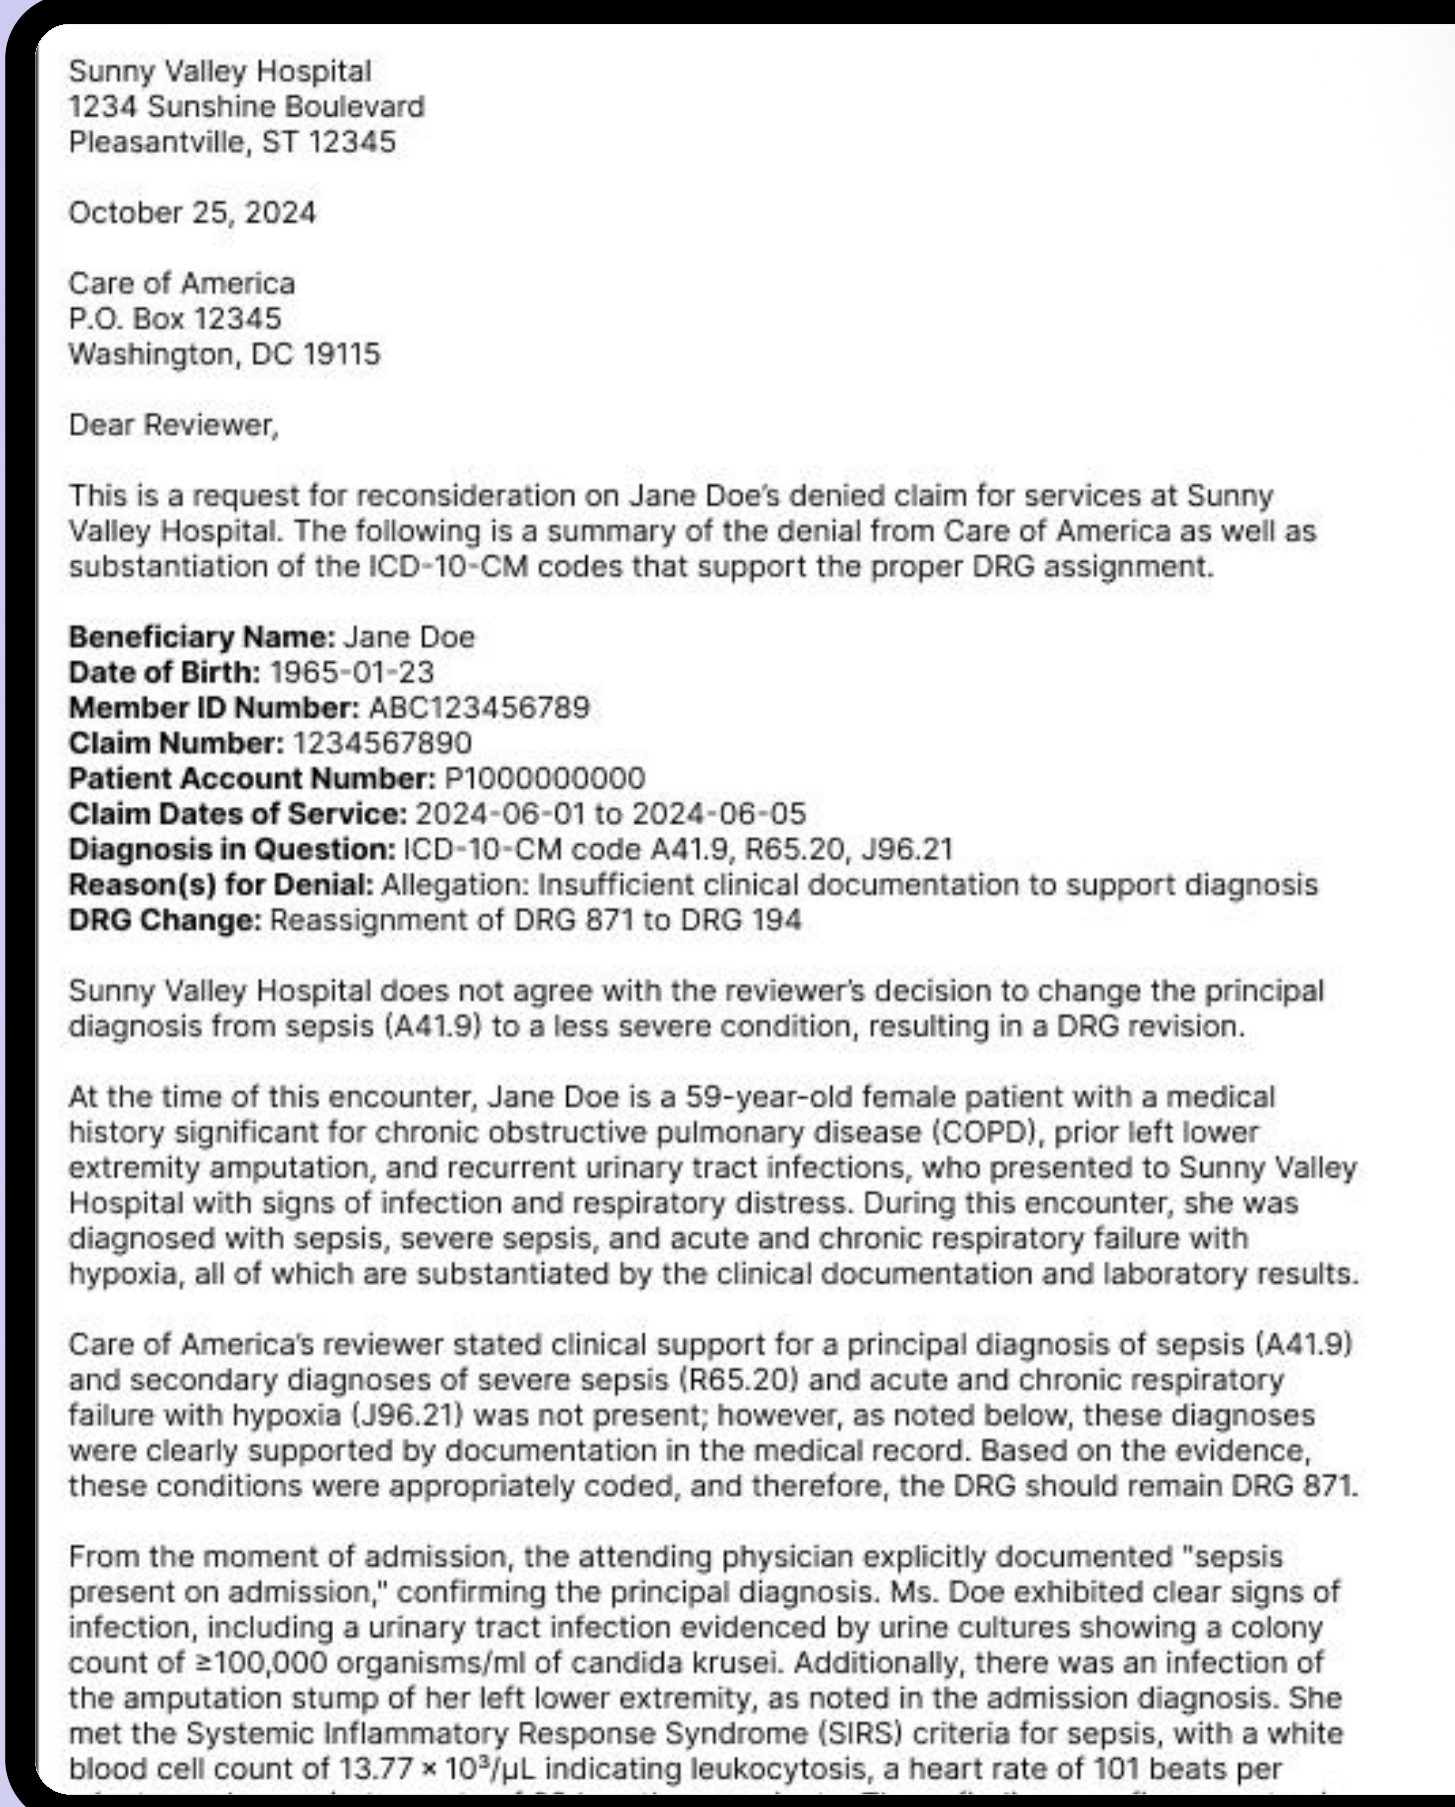 Sunny Valley Hospital
1234 Sunshine Boulevard
Pleasantville, ST 12345
October 25, 2024
Care of America
P.O. Box 12345
Washington, DC 19115
Dear Reviewer,
This is a request for reconsideration on Jane Doe’s denied claim for services at Sunny
Valley Hospital. The following is a summary of the denial from Care of America as well as
substantiation of the ICD-10-CM codes that support the proper DRG assignment.
Beneficiary Name: Jane Doe
Date of Birth: 1965-01-23
Member ID Number: ABC123456789
Claim Number: 1234567890
Patient Account Number: P1000000000
Claim Dates of Service: 2024-06-01 to 2024-06-05
Diagnosis in Question: ICD-10-CM code A41.9, R65.20, J96.21
Reason(s) for Denial: Allegation: Insufficient clinical documentation to support diagnosis
DRG Change: Reassignment of DRG 871 to DRG 194
Sunny Valley Hospital does not agree with the reviewer’s decision to change the principal
diagnosis from sepsis (A41.9) to a less severe condition, resulting in a DRG revision.
At the time of this encounter, Jane Doe is a 59-year-old female patient with a medical
history significant for chronic obstructive pulmonary disease (COPD), prior left lower
extremity amputation, and recurrent urinary tract infections, who presented to Sunny Valley
Hospital with signs of infection and respiratory distress. During this encounter, she was
diagnosed with sepsis, severe sepsis, and acute and chronic respiratory failure with
hypoxia, all of which are substantiated by the clinical documentation and laboratory results.
Care of America’s reviewer stated clinical support for a principal diagnosis of sepsis (A41.9)
and secondary diagnoses of severe sepsis (R65.20) and acute and chronic respiratory
failure with hypoxia (J96.21) was not present; however, as noted below, these diagnoses
were clearly supported by documentation in the medical record. Based on the evidence,
these conditions were appropriately coded, and therefore, the DRG should remain DRG 871.
From the moment of admission, the attending physician explicitly documented "sepsis
present on admission," confirming the principal diagnosis. Ms. Doe exhibited clear signs of
infection, including a urinary tract infection evidenced by urine cultures showing a colony
count of ≥100,000 organisms/ml of candida krusei. Additionally, there was an infection of
the amputation stump of her left lower extremity, as noted in the admission diagnosis. She
met the Systemic Inflammatory Response Syndrome (SIRS) criteria for sepsis, with a white
blood cell count of 13.77 × 10³/µL indicating leukocytosis, a heart rate of 101 beats per